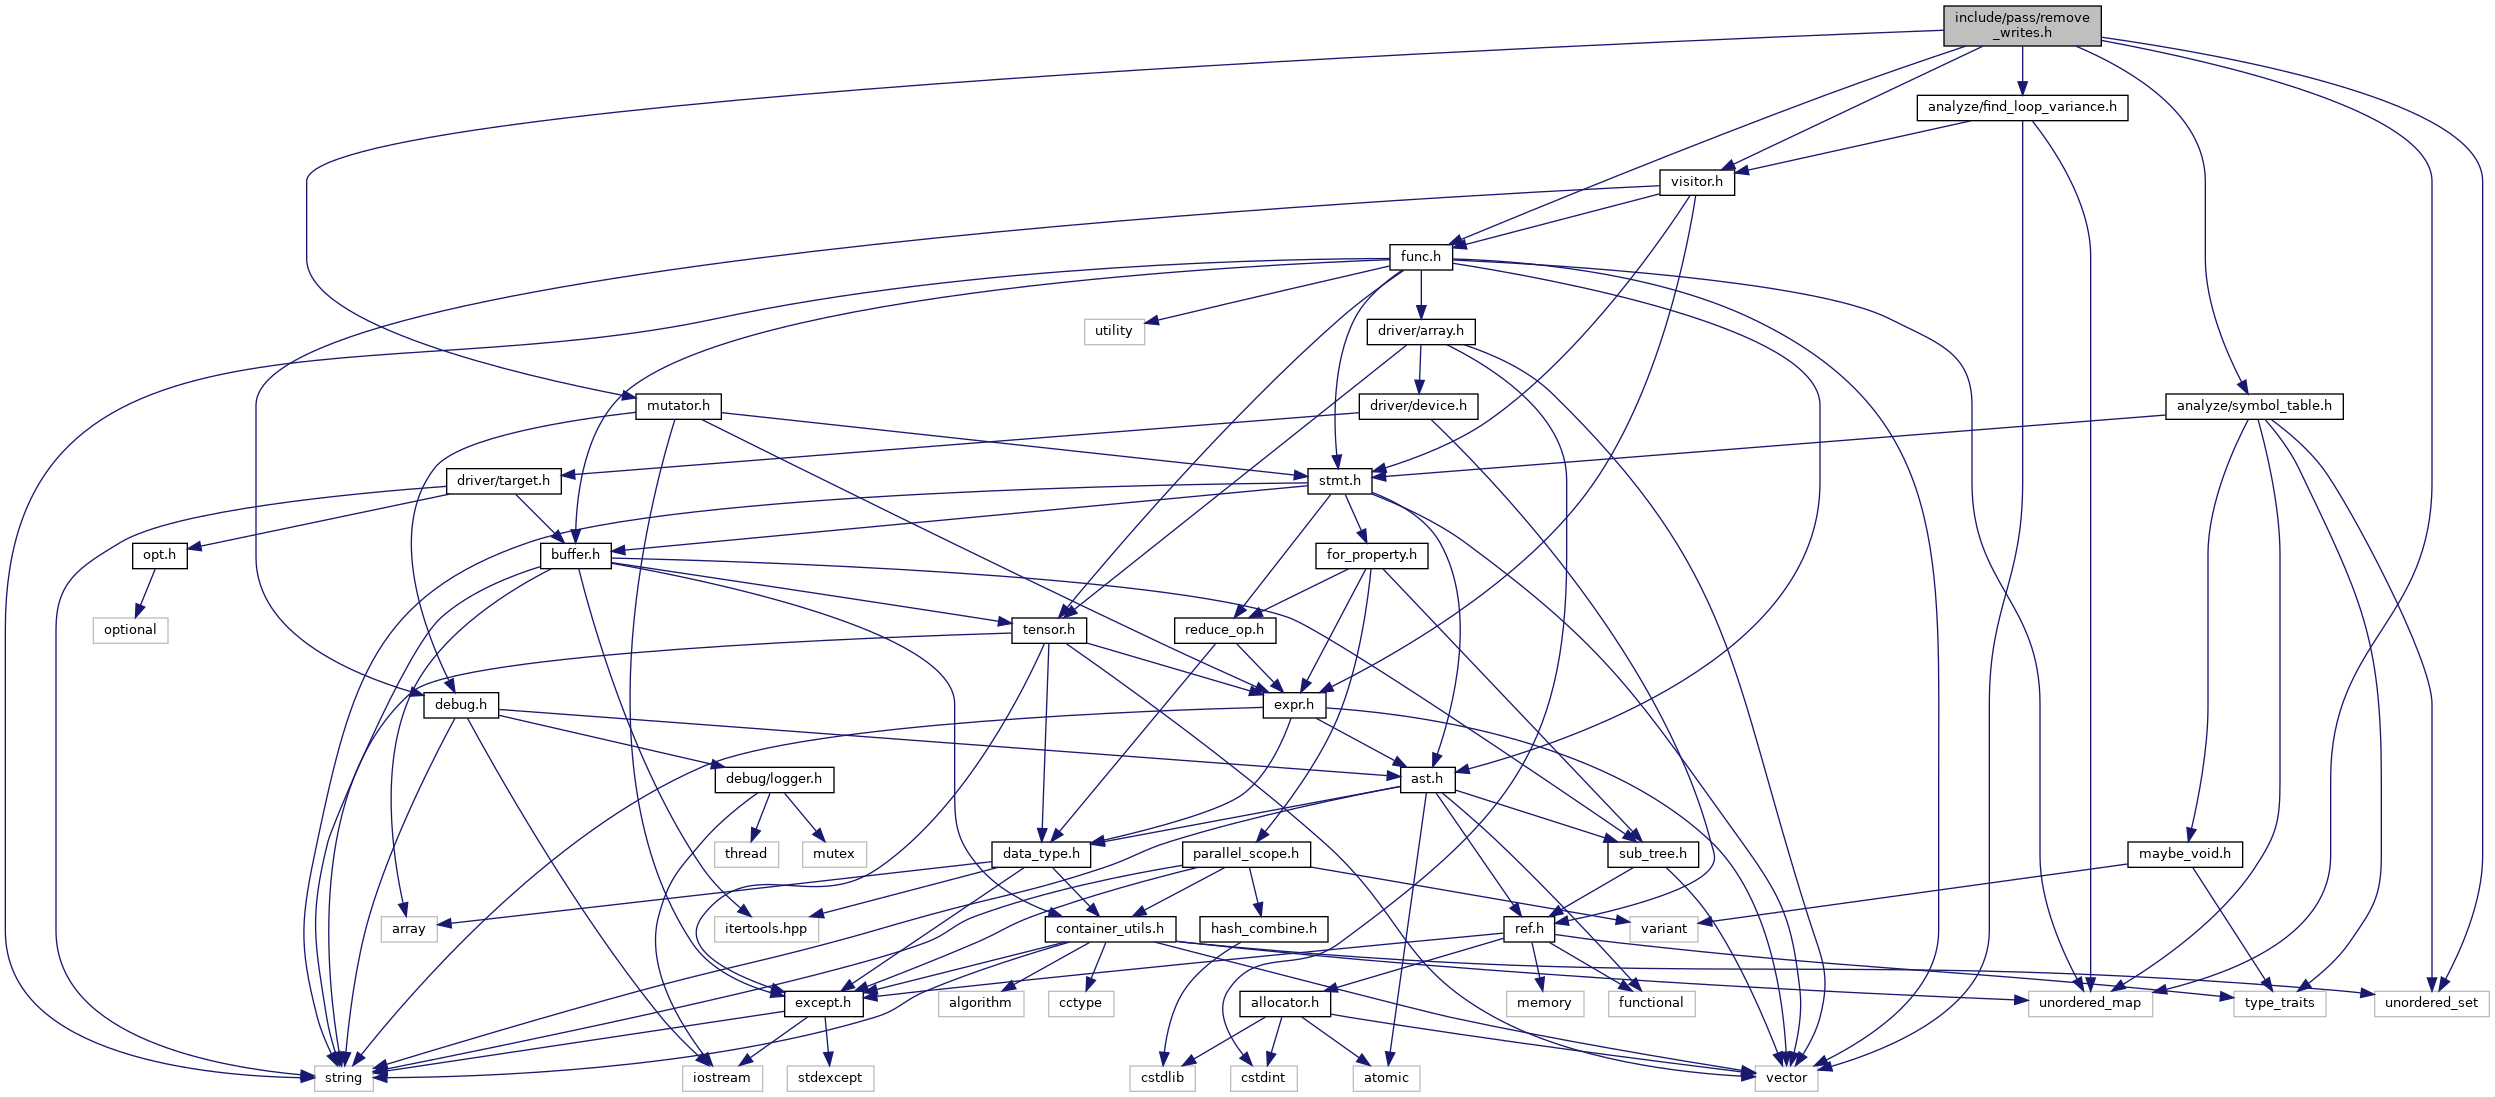 include/pass/remove
_writes.h
analyze/find_loop_variance.h
visitor.h
func.h
utility
driver/array.h
mutator.h
driver/device.h
analyze/symbol_table.h
driver/target.h
stmt.h
opt.h
buffer.h
for_property.h
optional
tensor.h
reduce_op.h
debug.h
expr.h
debug/logger.h
ast.h
thread
mutex
data_type.h
parallel_scope.h
sub_tree.h
maybe_void.h
array
itertools.hpp
container_utils.h
hash_combine.h
ref.h
variant
except.h
algorithm
cctype
allocator.h
memory
functional
unordered_map
type_traits
unordered_set
string
iostream
stdexcept
cstdlib
cstdint
atomic
vector